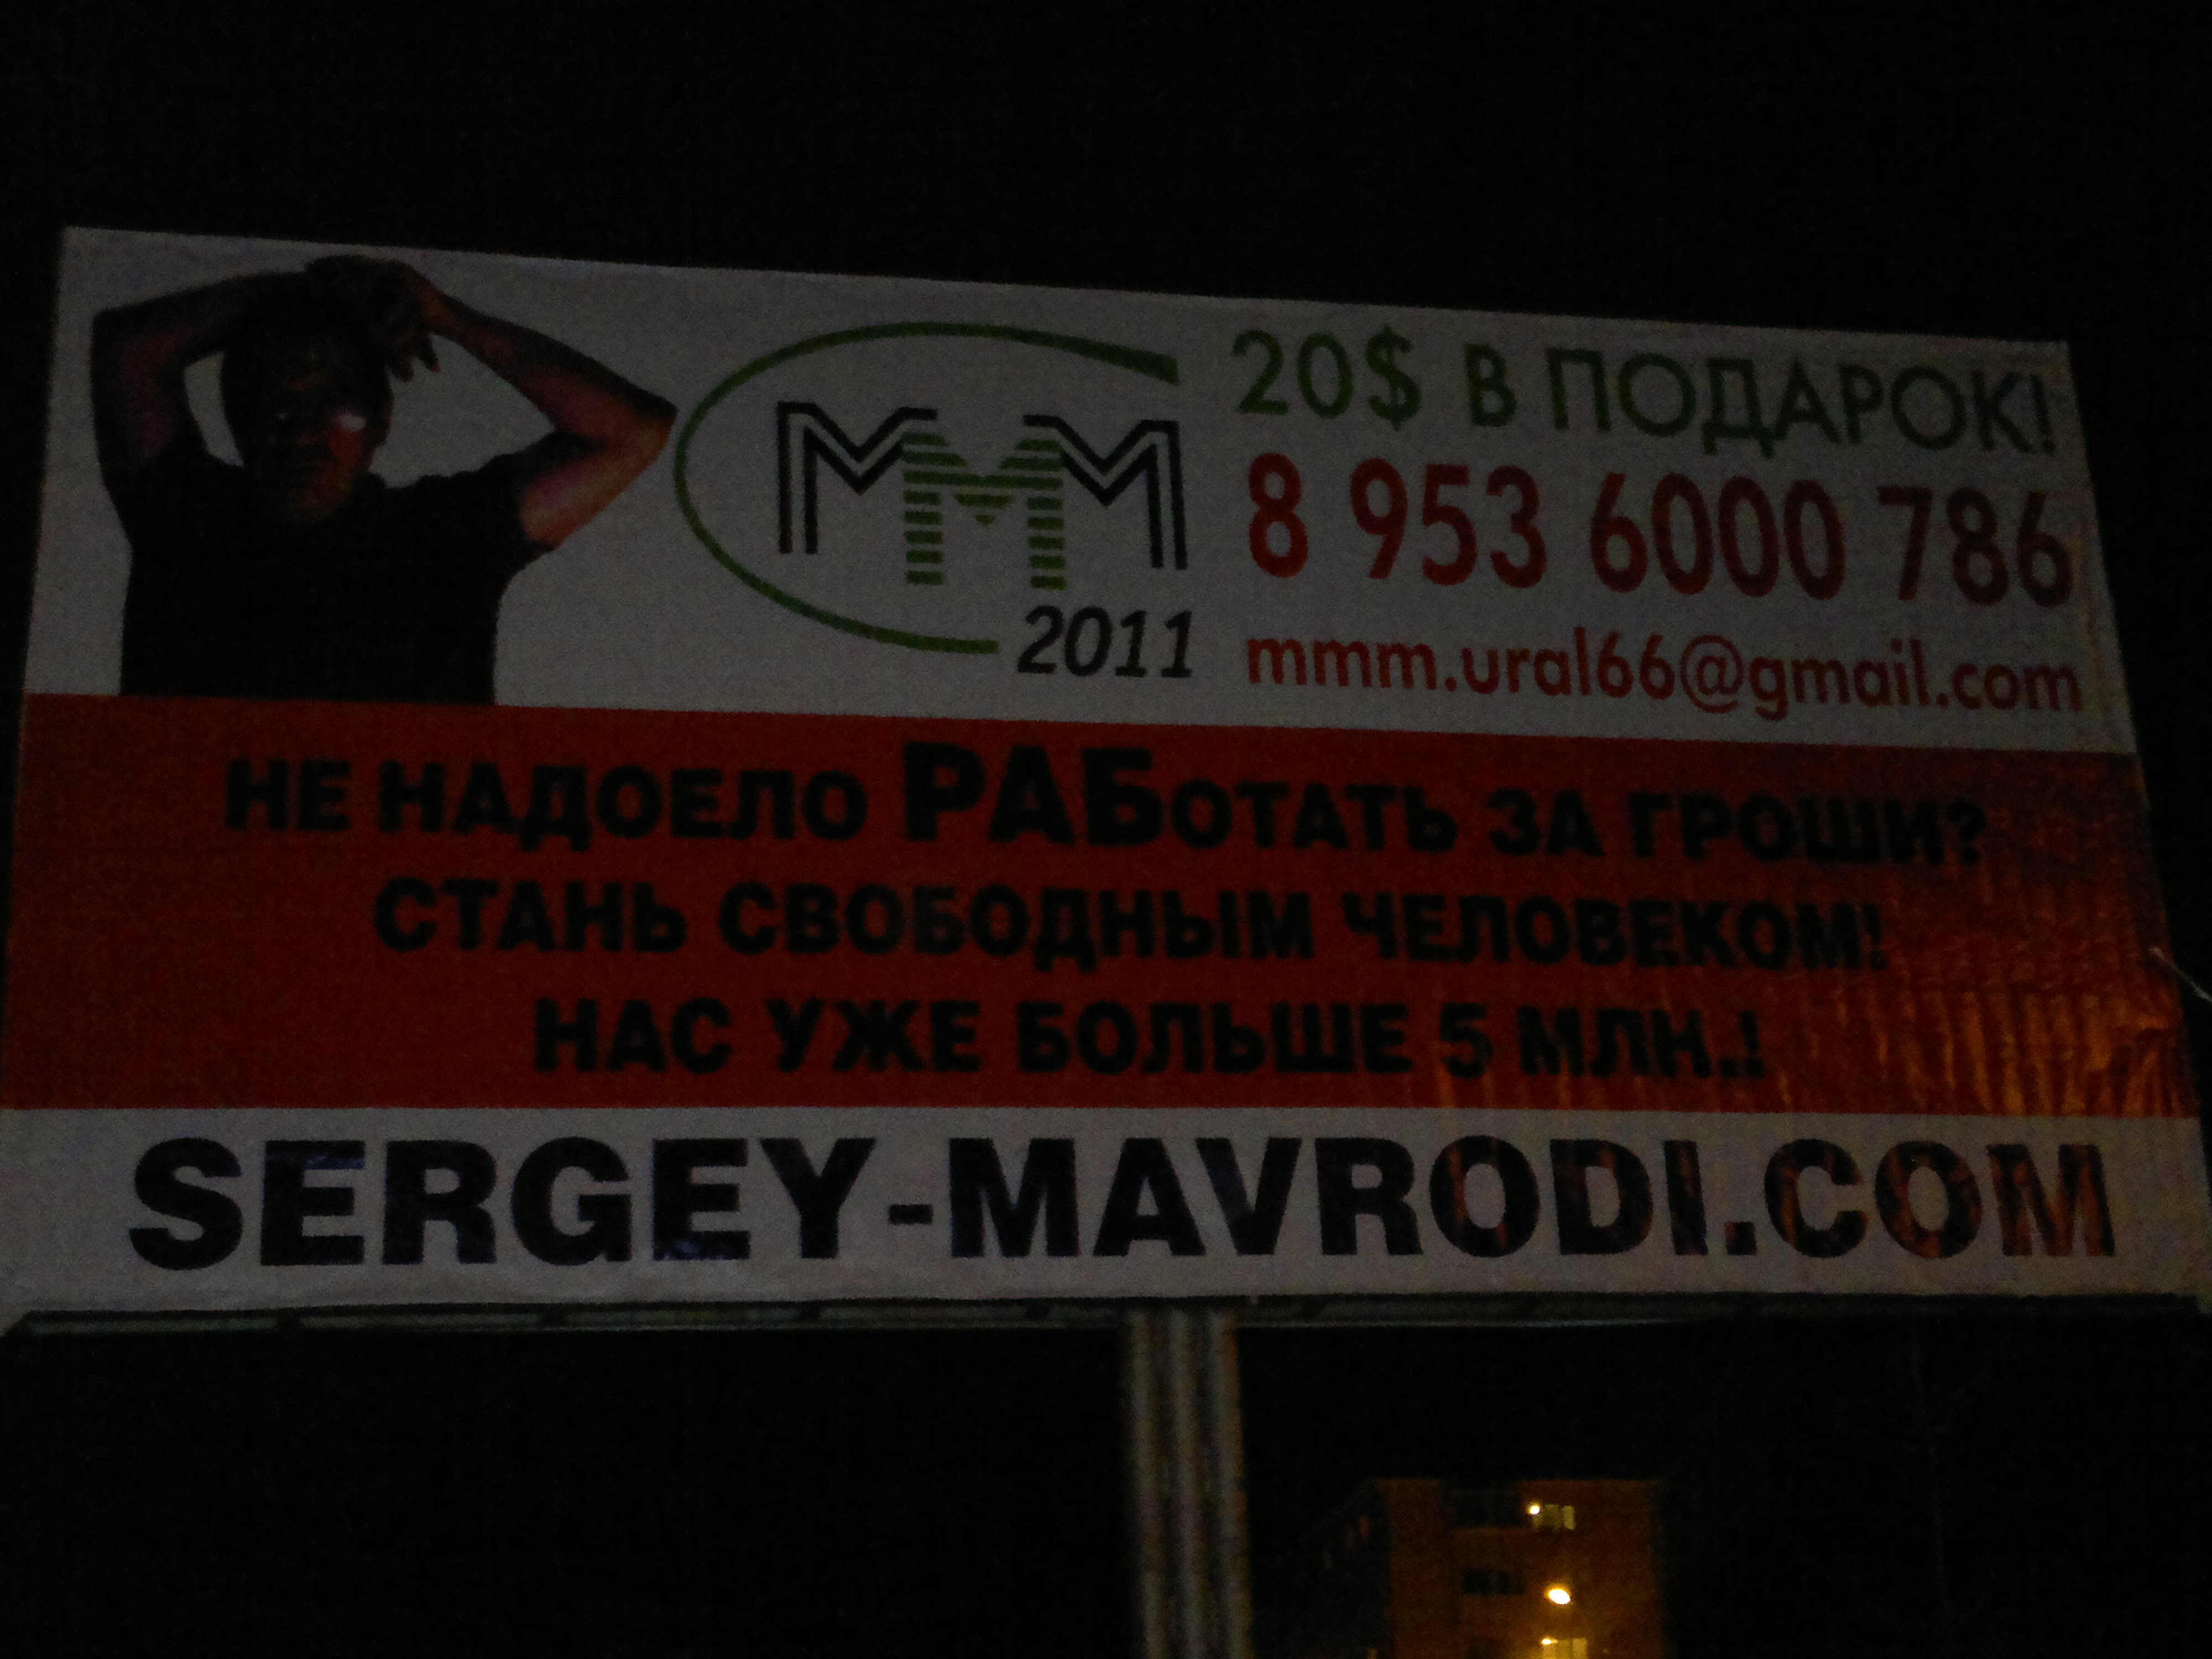 МММ
2011
20$ В ПОДАРОК!
8 953 6000 786
mmm.ural66@gmail.com
НЕ НАДОЕЛО РАБОТАТЬ ЗА ГРОШИ?
СТАНЬ СВОБОДНЫМ ЧЕЛОВЕКОМ!
НАС УЖЕ БОЛЬШЕ 5 МЛН.!
SERGEY-MAVRODI.COM